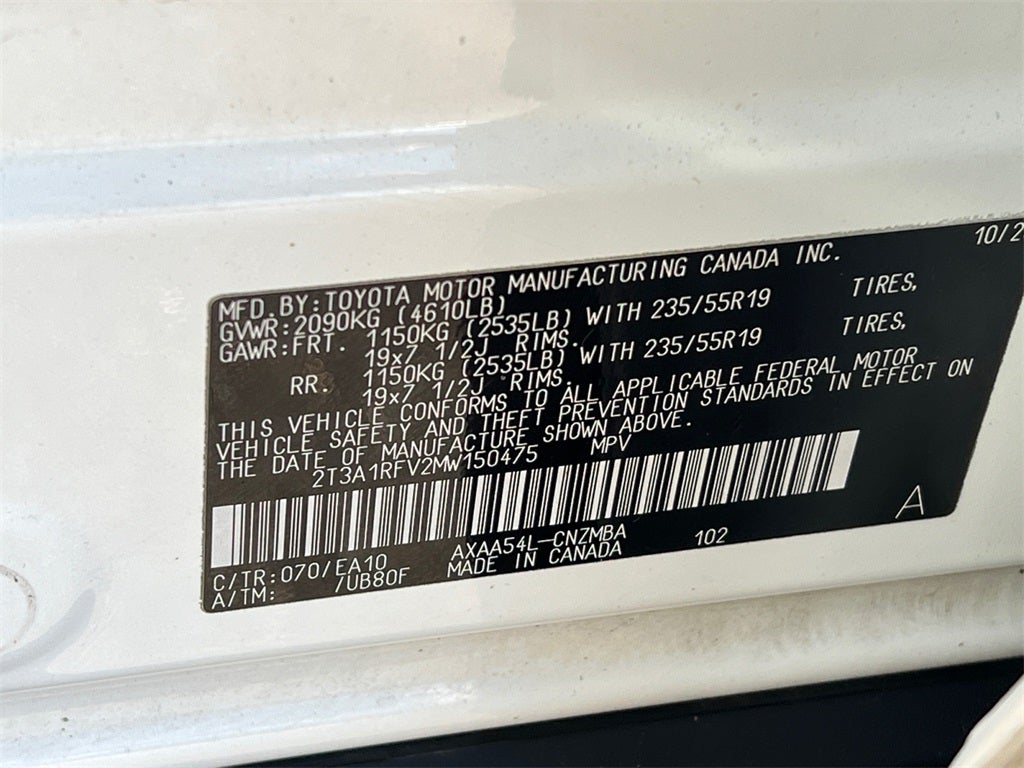 10/2
MFD.BY:TOYOTA MOTOR MANUFACTURING CANADA INC.
GVWR:2090KG (4610LB)
GAWR:FRT. 1150KG (2535LB) WITH 235/55R19 TIRES,
19x7 1/2J RIMS.
RR. 1150KG (2535LB) WITH 235/55R19 TIRES,
19x7 1/2J RIMS.
THIS VEHICLE CONFORMS TO ALL APPLICABLE FEDERAL MOTOR
VEHICLE SAFETY AND THEFT PREVENTION STANDARDS IN EFFECT ON
THE DATE OF MANUFACTURE SHOWN ABOVE.
2T3A1RFV2MW150475 MPV
A
C/TR:070/EA10 AXAA54L-CNZMBA 102
A/TM: /UB80F MADE IN CANADA